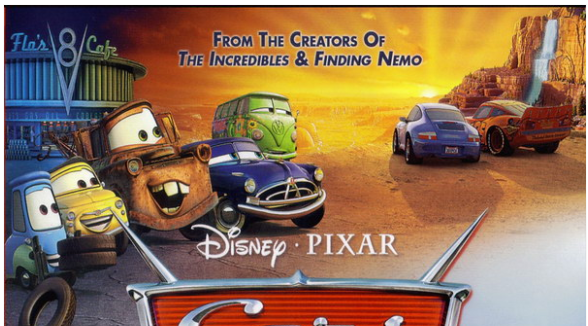 Flo's V8 Cafe
FROM THE CREATORS OF
THE INCREDIBLES & FINDING NEMO
DISNEY · PIXAR